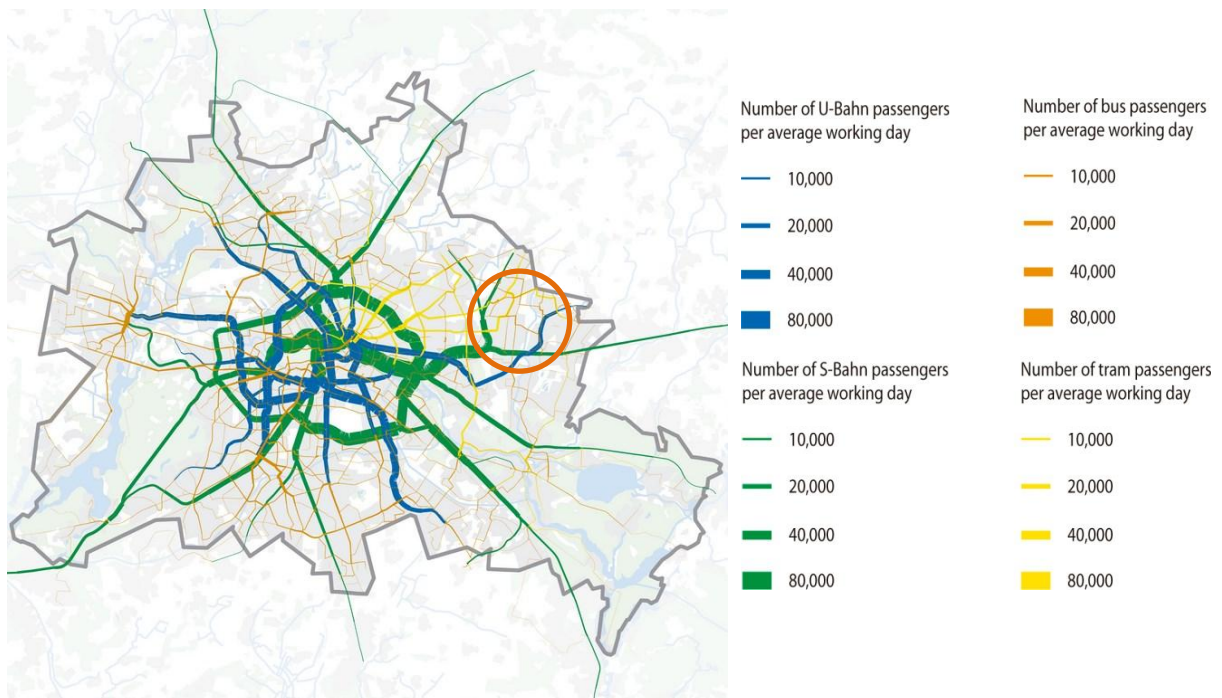 Number of U-Bahn passengers
per average working day
10,000
20,000
40,000
80,000
Number of bus passengers
per average working day
10,000
20,000
40,000
80,000
Number of S-Bahn passengers
per average working day
10,000
20,000
40,000
80,000
Number of tram passengers
per average working day
10,000
20,000
40,000
80,000